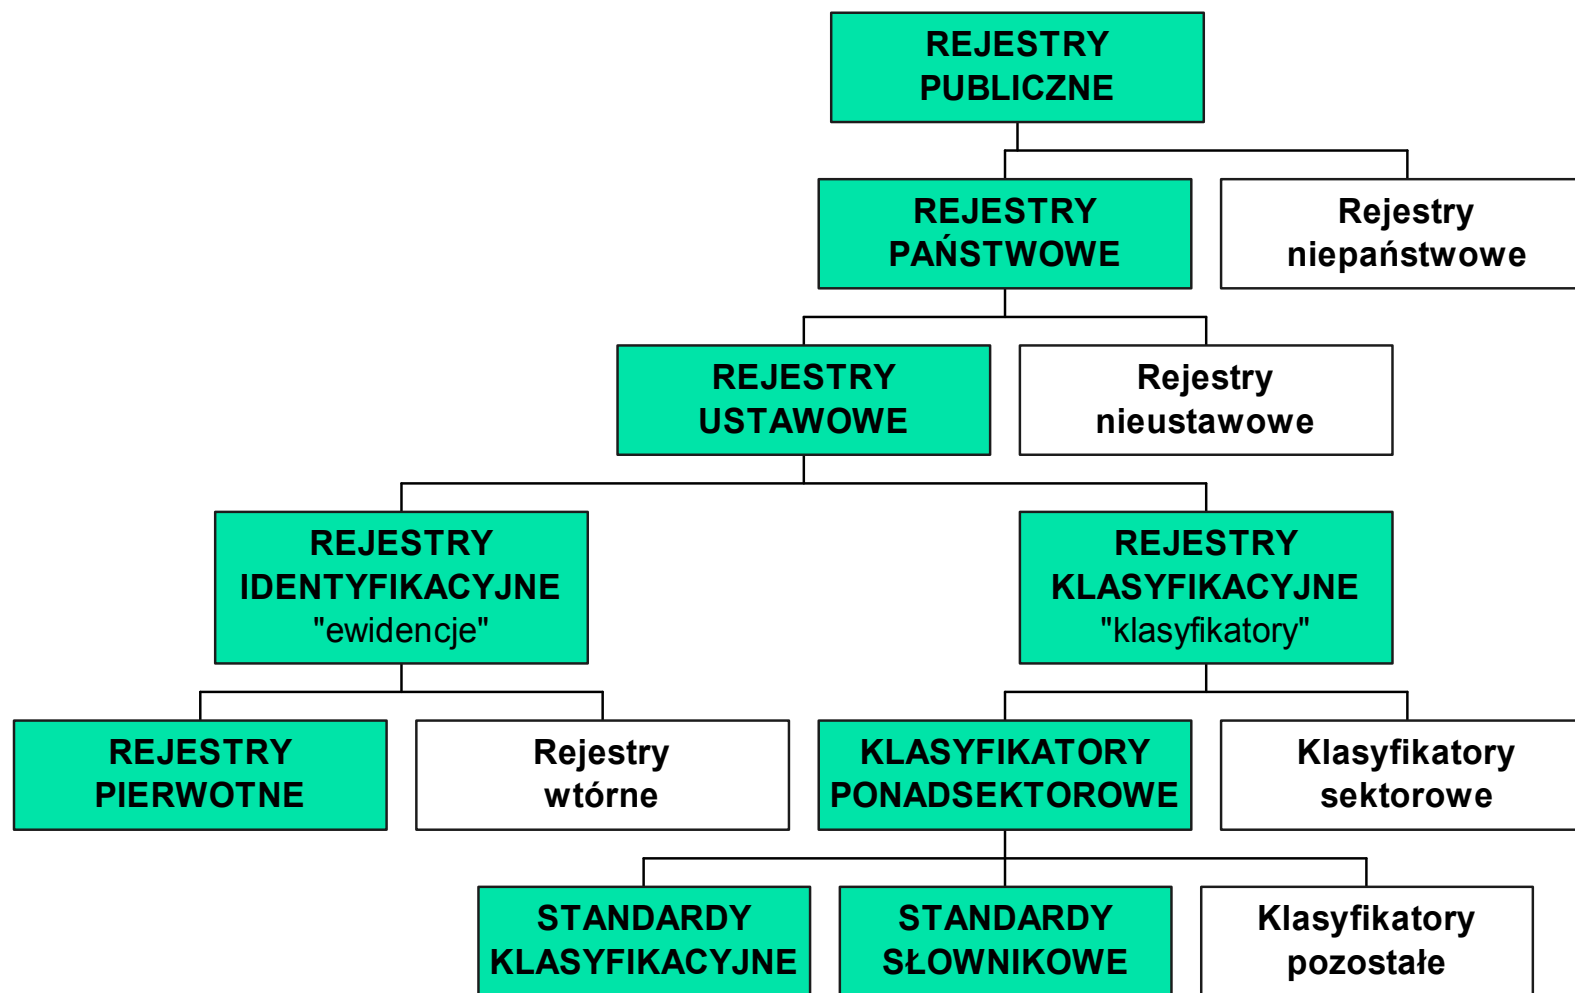 REJESTRY
PUBLICZNE
REJESTRY
PAŃSTWOWE
Rejestry
niepaństwowe
REJESTRY
USTAWOWE
Rejestry
nieustawowe
REJESTRY
IDENTYFIKACYJNE
"ewidencje"
REJESTRY
KLASYFIKACYJNE
"klasyfikatory"
REJESTRY
PIERWOTNE
Rejestry
wtórne
KLASYFIKATORY
PONADSEKTOROWE
Klasyfikatory
sektorowe
STANDARDY
KLASYFIKACYJNE
STANDARDY
SŁOWNIKOWE
Klasyfikatory
pozostałe